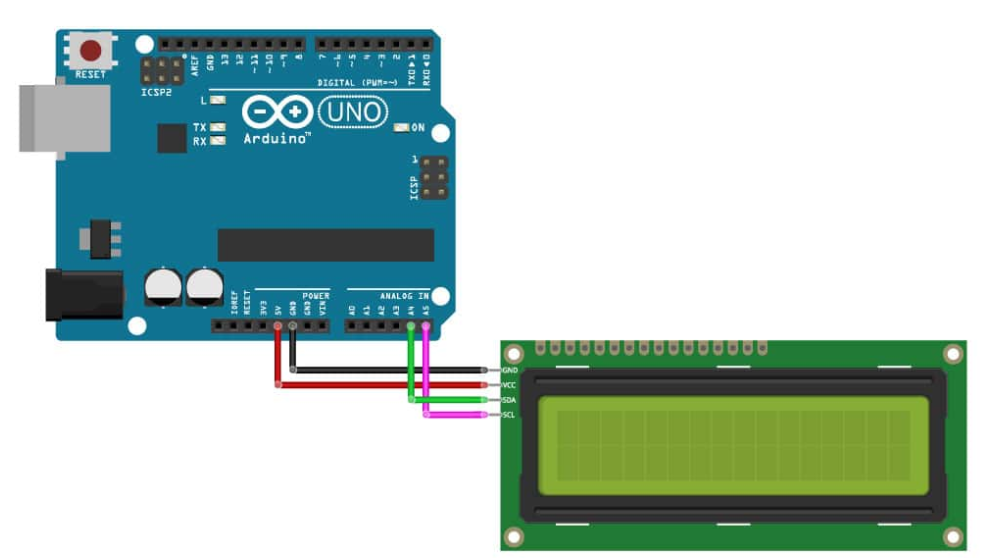 RESET
ICSP2
AREF
GND
13
12
~11
~10
~9
8
7
~6
~5
4
~3
2
TX0▶1
RX0◀0
DIGITAL (PWM=~)
L
TX
RX
UNO
Arduino™
ON
1
ICSP
POWER
ANALOG IN
IOREF
RESET
3V3
5V
GND
GND
VIN
A0
A1
A2
A3
A4
A5
GND
VCC
SDA
SCL